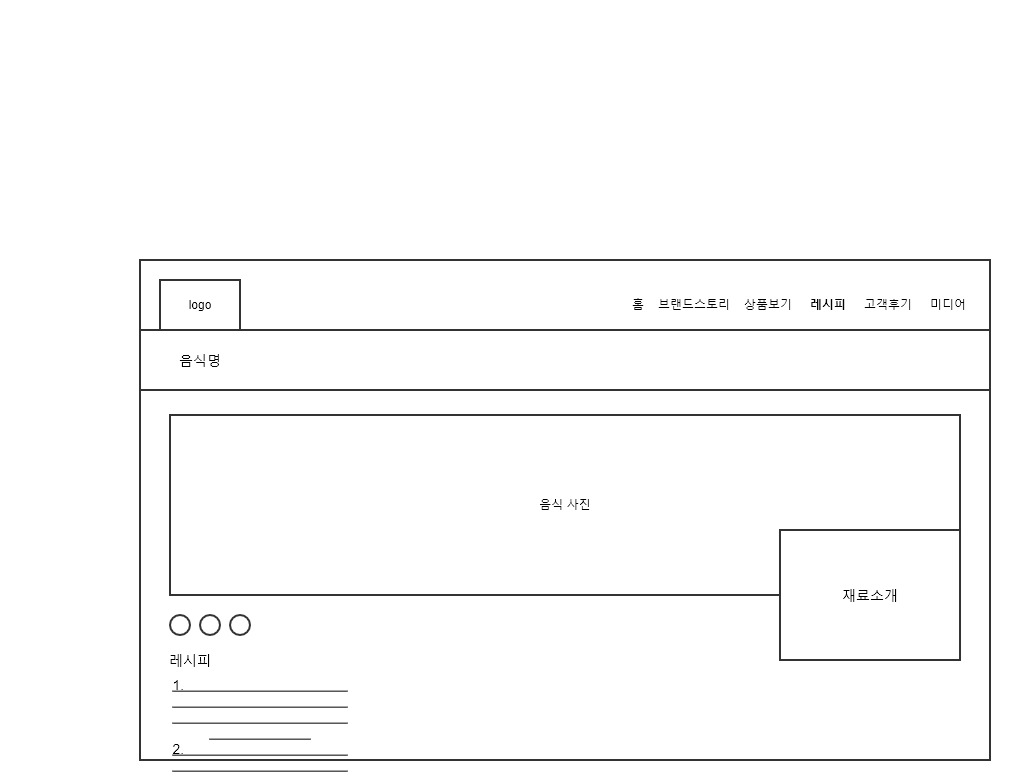 logo
홈 브랜드스토리 상품보기 레시피 고객후기 미디어
음식명
음식 사진
재료소개
레시피
1.
2.